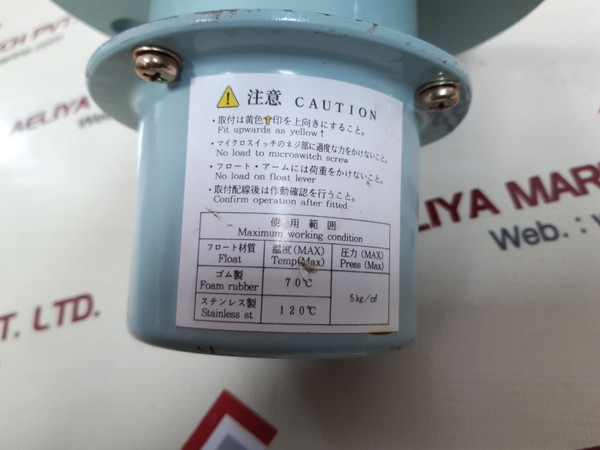 注意 CAUTION
・取付は黄色⇧印を上向きにすること。
Fit upwards as yellow↑
・マイクロスイッチのネジ部に過度な力をかけないこと。
No load to microswitch screw
・フロート・アームには荷重をかけないこと。
No load on float lever
・取付配線後は作動確認を行うこと。
Confirm operation after fitted
使用範囲
Maximum working condition
フロート材質 温度(MAX) 圧力(MAX)
Float Temp(Max) Press(Max)
ゴム製
Foam rubber 70℃
5㎏/㎠
ステンレス製
Stainless st 120℃
AELIYA
T. LTD.
AELIYA MARI
Web. : w